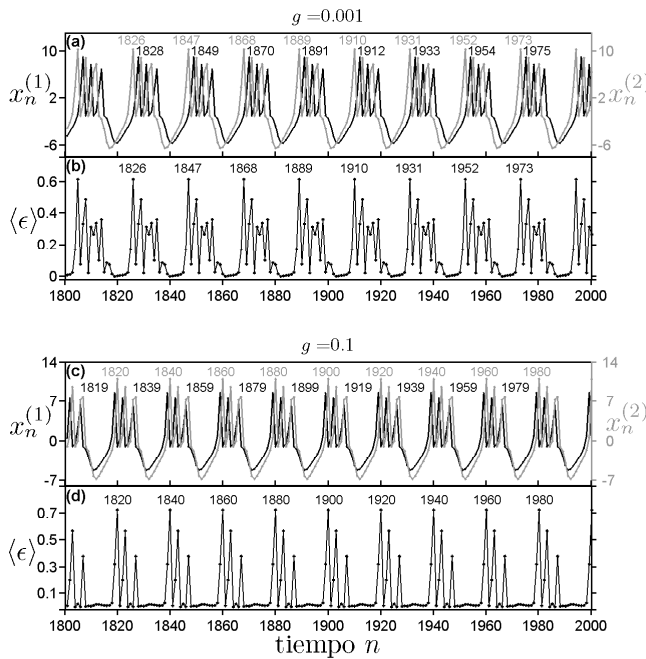 g = 0.001
(a)
1826 1847 1868 1889 1910 1931 1952 1973
1828 1849 1870 1891 1912 1933 1954 1975
10 2 -6
x_n^(1)
10 2 -6
x_n^(2)
(b)
1826 1847 1868 1889 1910 1931 1952 1973
0.6 0.4 0.2 0
⟨ϵ⟩
1800 1820 1840 1860 1880 1900 1920 1940 1960 1980 2000
g = 0.1
(c)
1820 1840 1860 1880 1900 1920 1940 1960 1980
1819 1839 1859 1879 1899 1919 1939 1959 1979
14 7 0 -7
x_n^(1)
14 7 0 -7
x_n^(2)
(d)
1820 1840 1860 1880 1900 1920 1940 1960 1980
0.7 0.5 0.3 0.1
⟨ϵ⟩
1800 1820 1840 1860 1880 1900 1920 1940 1960 1980 2000
tiempo n